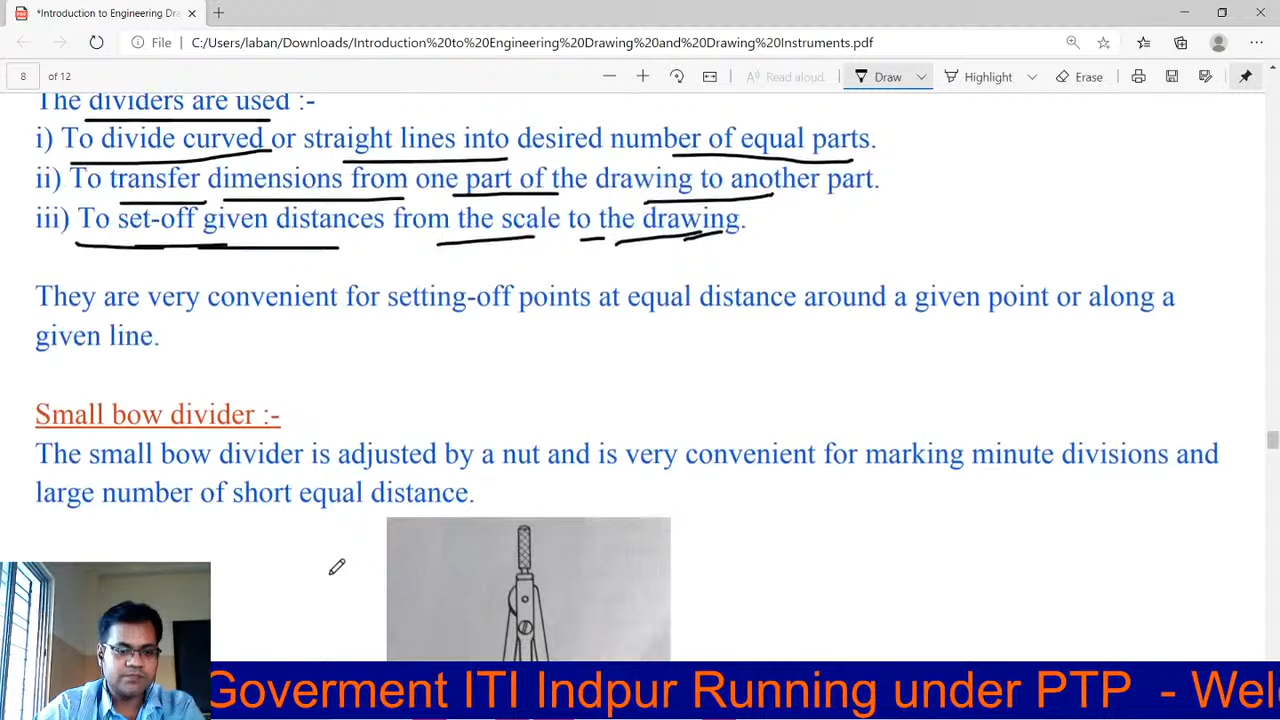 *Introduction to Engineering Dra
File
C:/Users/laban/Downloads/Introduction%20to%20Engineering%20Drawing%20and%20Drawing%20Instruments.pdf
8 of 12
Read aloud
Draw
Highlight
Erase
The dividers are used :-
i) To divide curved or straight lines into desired number of equal parts.
ii) To transfer dimensions from one part of the drawing to another part.
iii) To set-off given distances from the scale to the drawing.
They are very convenient for setting-off points at equal distance around a given point or along a
given line.
Small bow divider :-
The small bow divider is adjusted by a nut and is very convenient for marking minute divisions and
large number of short equal distance.
Goverment ITI Indpur Running under PTP - Wel